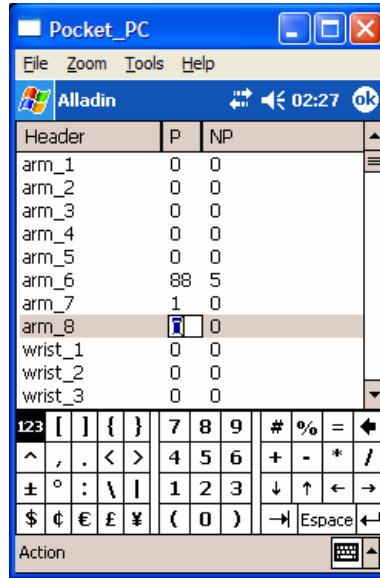 Pocket_PC
File Zoom Tools Help
Alladin 02:27 ok
Header P NP
arm_1 0 0
arm_2 0 0
arm_3 0 0
arm_4 0 0
arm_5 0 0
arm_6 88 5
arm_7 1 0
arm_8 0
wrist_1 0 0
wrist_2 0 0
wrist_3 0 0
123 [ ] { } 7 8 9 # % =
^ , . < > 4 5 6 + - * /
± ° : \ | 1 2 3 ↓ ↑ ← →
$ ¢ € £ ¥ ( 0 ) Espace
Action